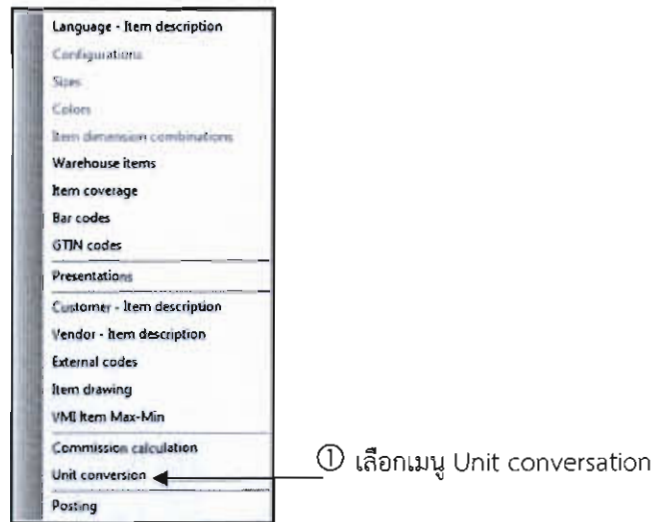 Language - Item description
Configurations
Sizes
Colors
Item dimension combinations
Warehouse items
Item coverage
Bar codes
GTIN codes
Presentations
Customer - Item description
Vendor - Item description
External codes
Item drawing
VMI Item Max-Min
Commission calculation
Unit conversion
① เลือกเมนู Unit conversation
Posting